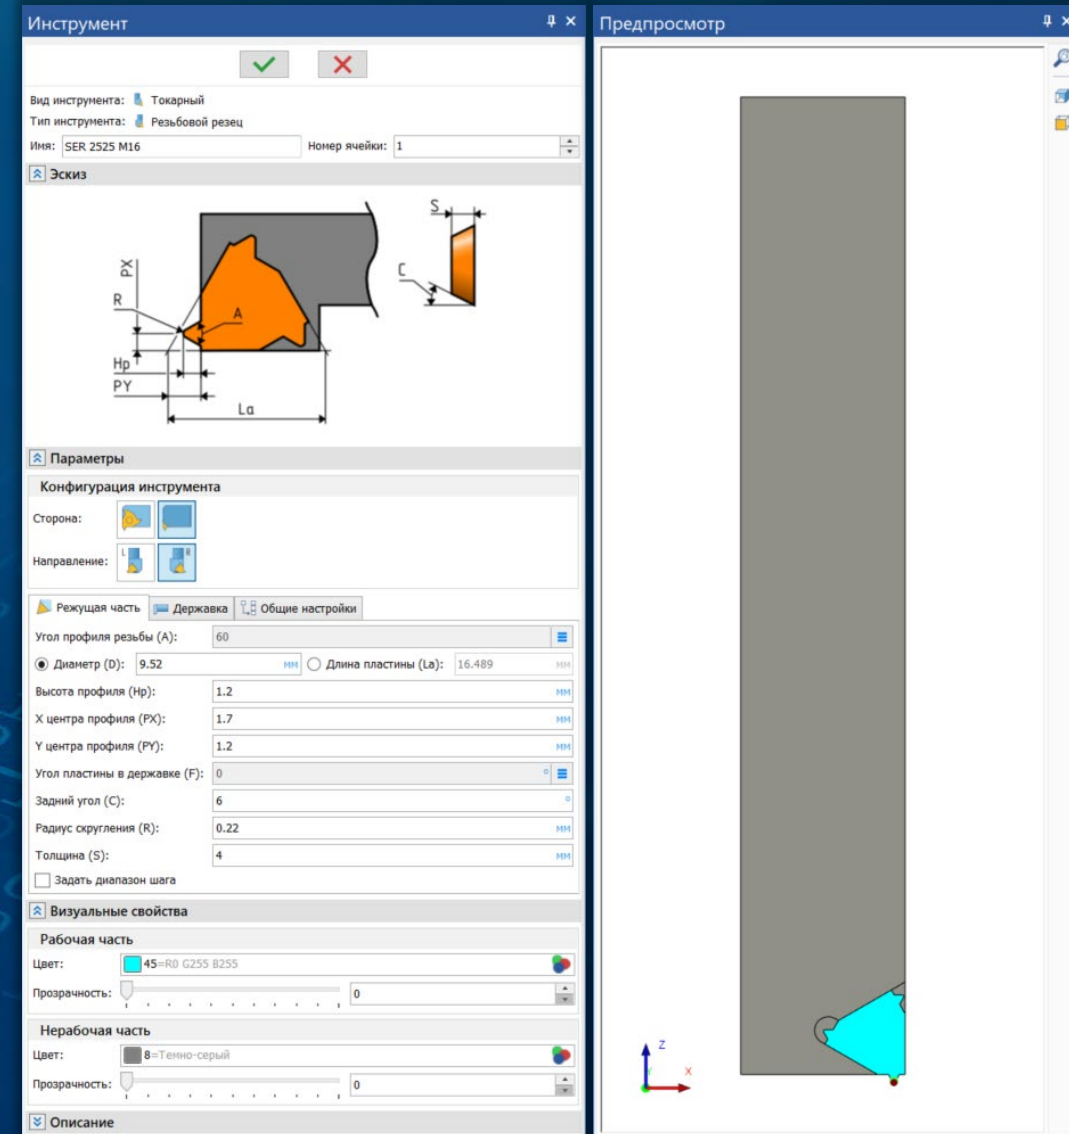 Инструмент
Предпросмотр
Вид инструмента: Токарный
Тип инструмента: Резьбовой резец
Имя: SER 2525 M16 Номер ячейки: 1
Эскиз
S
PX
C
R
A
Hp
PY
La
Параметры
Конфигурация инструмента
Сторона:
Направление: L R
Режущая часть Державка Общие настройки
Угол профиля резьбы (A): 60
Диаметр (D): 9.52 мм Длина пластины (La): 16.489 мм
Высота профиля (Hp): 1.2 мм
X центра профиля (PX): 1.7 мм
Y центра профиля (PY): 1.2 мм
Угол пластины в державке (F): 0 °
Задний угол (C): 6 °
Радиус скругления (R): 0.22 мм
Толщина (S): 4 мм
Задать диапазон шага
Визуальные свойства
Рабочая часть
Цвет: 45=R0 G255 B255
Прозрачность: 0
Нерабочая часть
Цвет: 8=Темно-серый
Прозрачность: 0
Описание
Z
Y
X